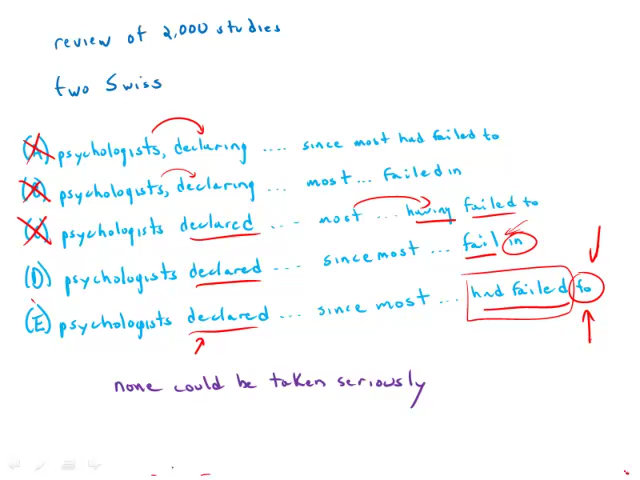 review of 2,000 studies
two Swiss
(A) psychologists, declaring .... since most had failed to
(B) psychologists, declaring ... most ... failed in
(C) psychologists declared ... most ... having failed to
(D) psychologists declared ... since most ... fail in
(E) psychologists declared ... since most ... had failed to
none could be taken seriously